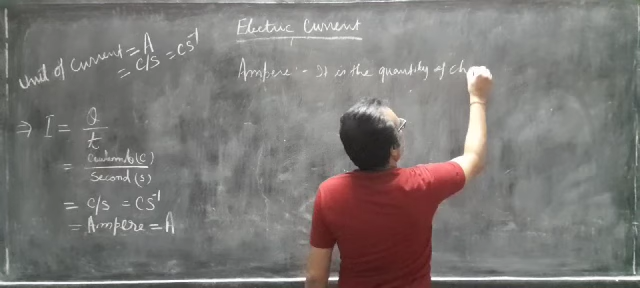 Electric Current
Unit of Current = A
= C/s = CS⁻¹
Ampere :- It is the quantity of ch
⇒ I = Q/t
= Coulomb(C)/Second(S)
= C/s = CS⁻¹
= Ampere = A